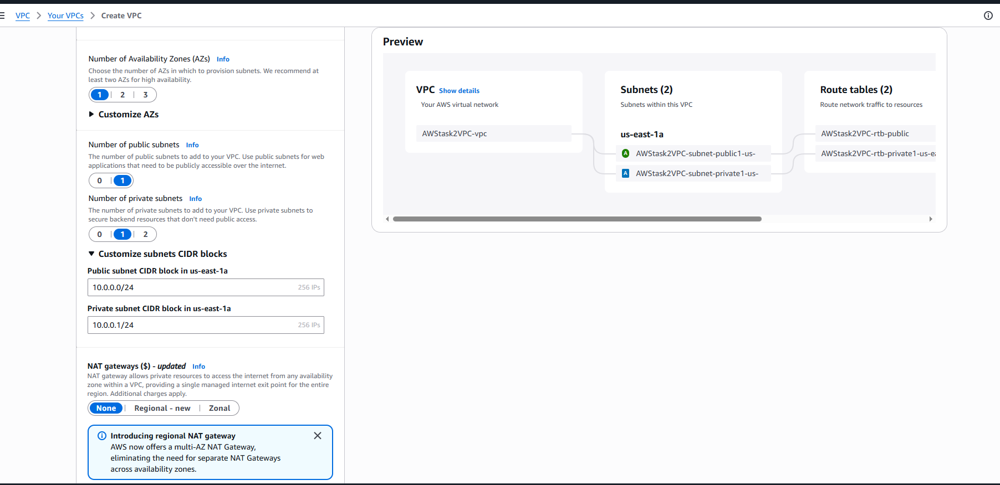 VPC > Your VPCs > Create VPC
Number of Availability Zones (AZs) Info
Choose the number of AZs in which to provision subnets. We recommend at
least two AZs for high availability.
1 | 2 | 3
Customize AZs
Number of public subnets Info
The number of public subnets to add to your VPC. Use public subnets for web
applications that need to be publicly accessible over the internet.
0 | 1
Number of private subnets Info
The number of private subnets to add to your VPC. Use private subnets to
secure backend resources that don't need public access.
0 | 1 | 2
Customize subnets CIDR blocks
Public subnet CIDR block in us-east-1a
10.0.0.0/24 256 IPs
Private subnet CIDR block in us-east-1a
10.0.0.1/24 256 IPs
NAT gateways ($) - updated Info
NAT gateway allows private resources to access the internet from any availability
zone within a VPC, providing a single managed internet exit point for the entire
region. Additional charges apply.
None | Regional - new | Zonal
Introducing regional NAT gateway
AWS now offers a multi-AZ NAT Gateway,
eliminating the need for separate NAT Gateways
across availability zones.
Preview
VPC Show details
Your AWS virtual network
AWStask2VPC-vpc
Subnets (2)
Subnets within this VPC
us-east-1a
A AWStask2VPC-subnet-public1-us-
A AWStask2VPC-subnet-private1-us-
Route tables (2)
Route network traffic to resources
AWStask2VPC-rtb-public
AWStask2VPC-rtb-private1-us-ea